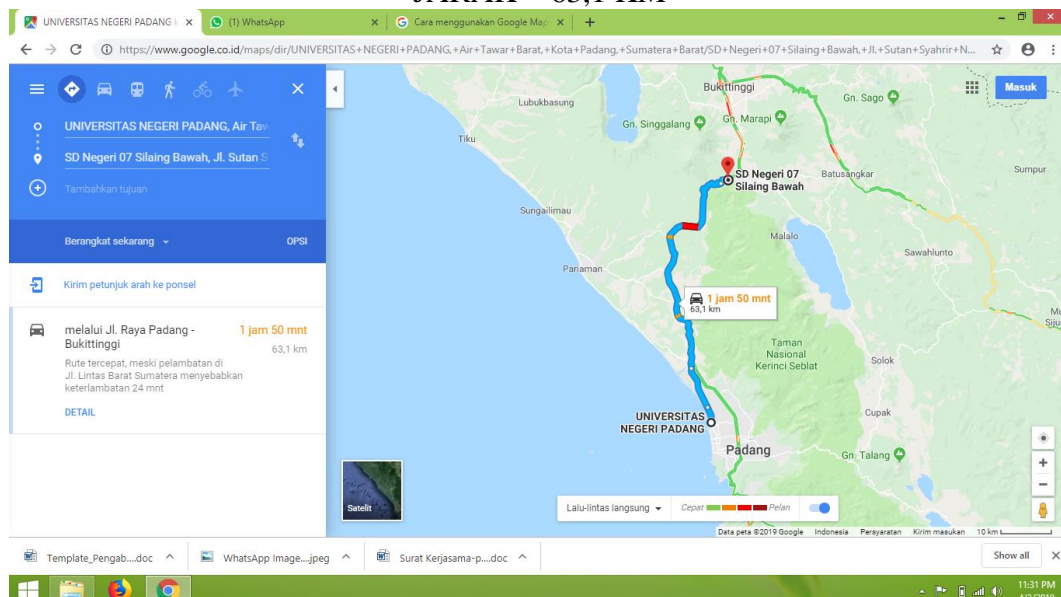 JARAK = 63,1 KM
UNIVERSITAS NEGERI PADANG k
(1) WhatsApp
Cara menggunakan Google Map
https://www.google.co.id/maps/dir/UNIVERSITAS+NEGERI+PADANG,+Air+Tawar+Barat,+Kota+Padang,+Sumatera+Barat/SD+Negeri+07+Silaing+Bawah,+Jl.+Sutan+Syahrir+N...
UNIVERSITAS NEGERI PADANG, Air Taw
SD Negeri 07 Silaing Bawah, Jl. Sutan S
Tambahkan tujuan
Berangkat sekarang
OPSI
Kirim petunjuk arah ke ponsel
melalui Jl. Raya Padang - Bukittinggi
1 jam 50 mnt
63,1 km
Rute tercepat, meski pelambatan di
Jl. Lintas Barat Sumatera menyebabkan
keterlambatan 24 mnt
DETAIL
Masuk
Bukittinggi
Lubukbasung
Gn. Sago
Gn. Singgalang
Gn. Marapi
Tiku
SD Negeri 07
Silaing Bawah
Batusangkar
Sumpur
Sungailimau
Malalo
Sawahlunto
Pariaman
1 jam 50 mnt
63,1 km
Mu
Siju
Taman
Nasional
Kerinci Seblat
Solok
UNIVERSITAS
NEGERI PADANG
Cupak
Padang
Gn. Talang
Satelit
Lalu-lintas langsung
Cepat
Pelan
Data peta ©2019 Google Indonesia Persyaratan Kirim masukan 10 km
Template_Pengab....doc
WhatsApp Image....jpeg
Surat Kerjasama-p....doc
Show all
11:31 PM